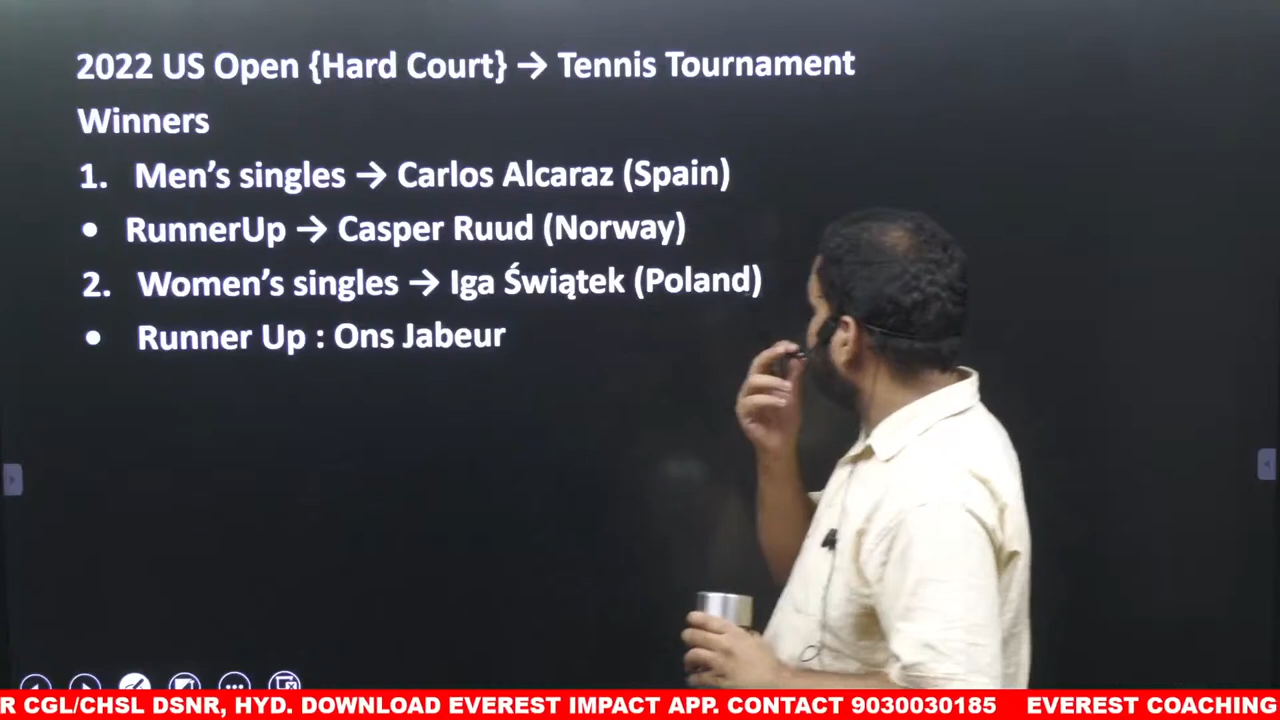 2022 US Open {Hard Court} → Tennis Tournament
Winners
1. Men’s singles → Carlos Alcaraz (Spain)
• RunnerUp → Casper Ruud (Norway)
2. Women’s singles → Iga Świątek (Poland)
• Runner Up : Ons Jabeur
R CGL/CHSL DSNR, HYD. DOWNLOAD EVEREST IMPACT APP. CONTACT 9030030185 EVEREST COACHING